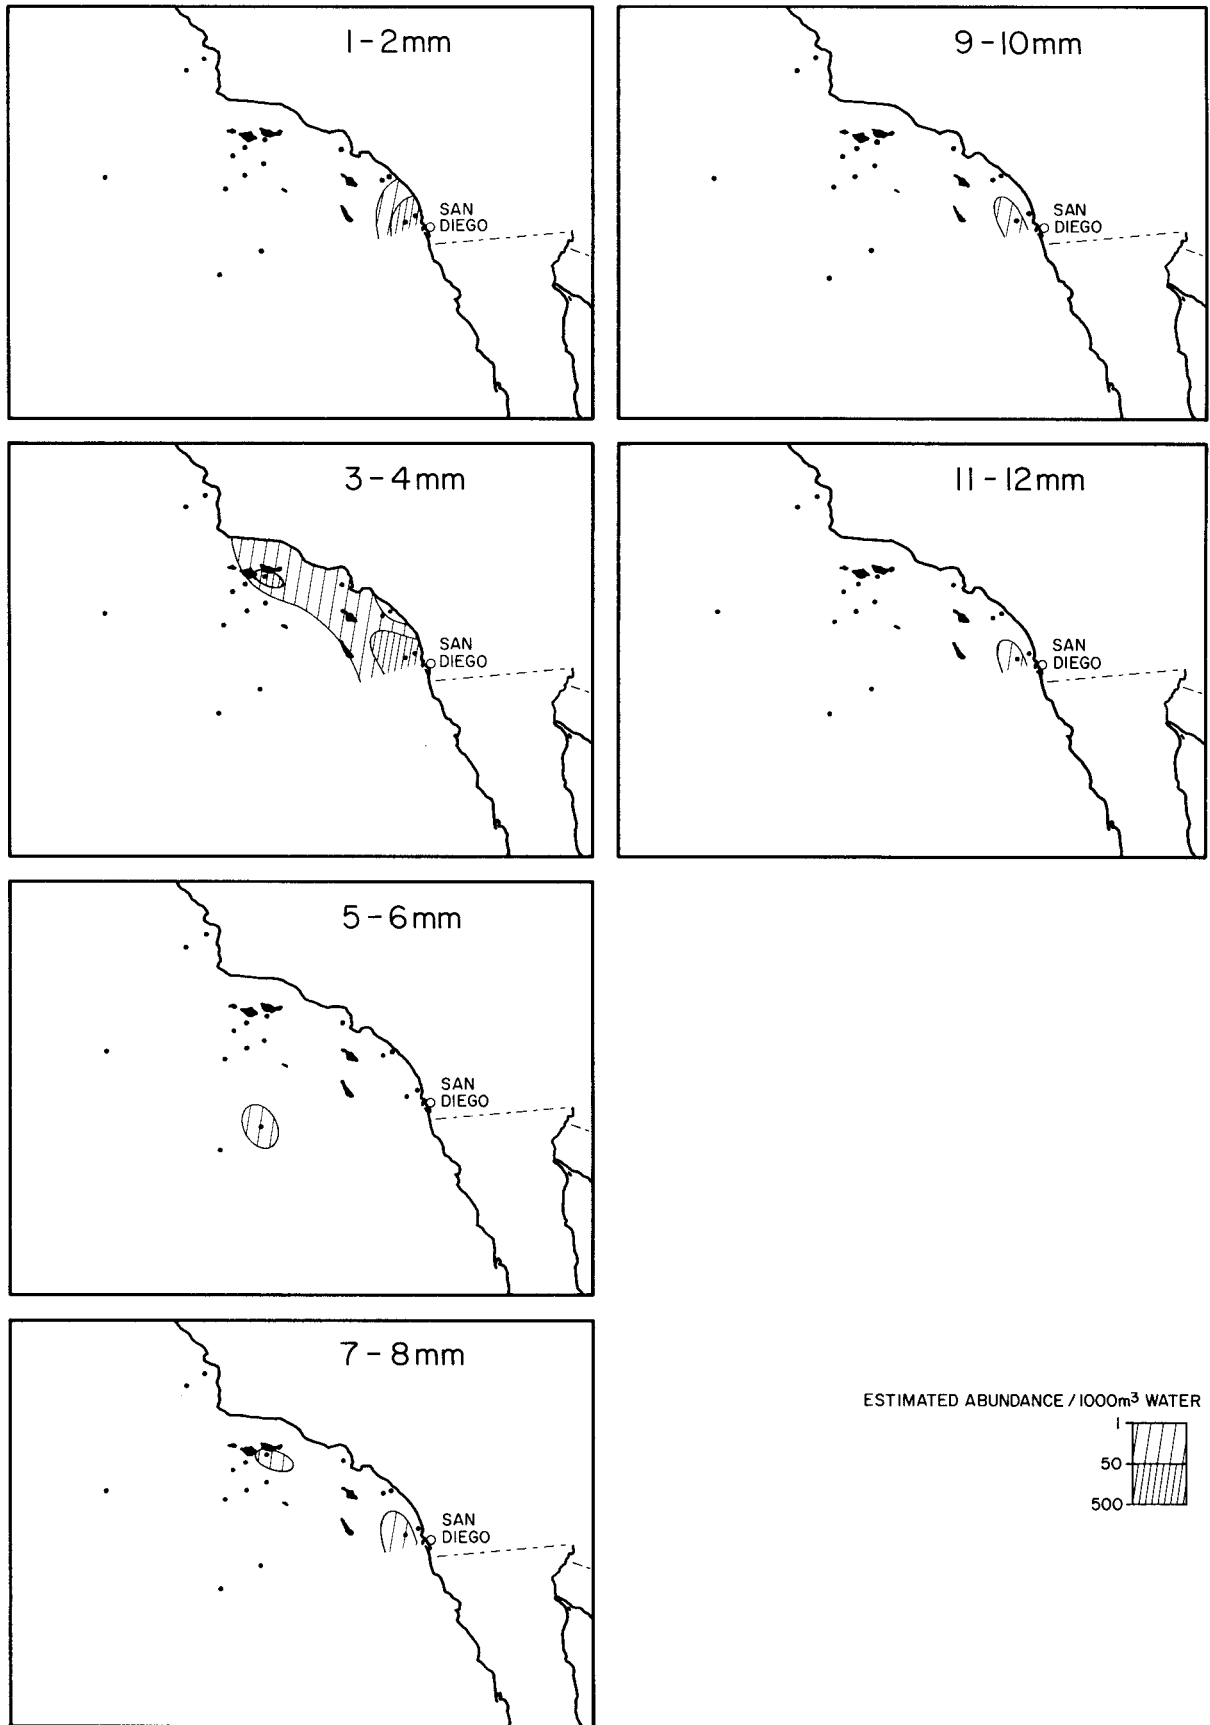 1-2mm
SAN
DIEGO
9-10mm
SAN
DIEGO
3-4mm
SAN
DIEGO
11-12mm
SAN
DIEGO
5-6mm
SAN
DIEGO
7-8mm
SAN
DIEGO
ESTIMATED ABUNDANCE/1000m³ WATER
1
50
500